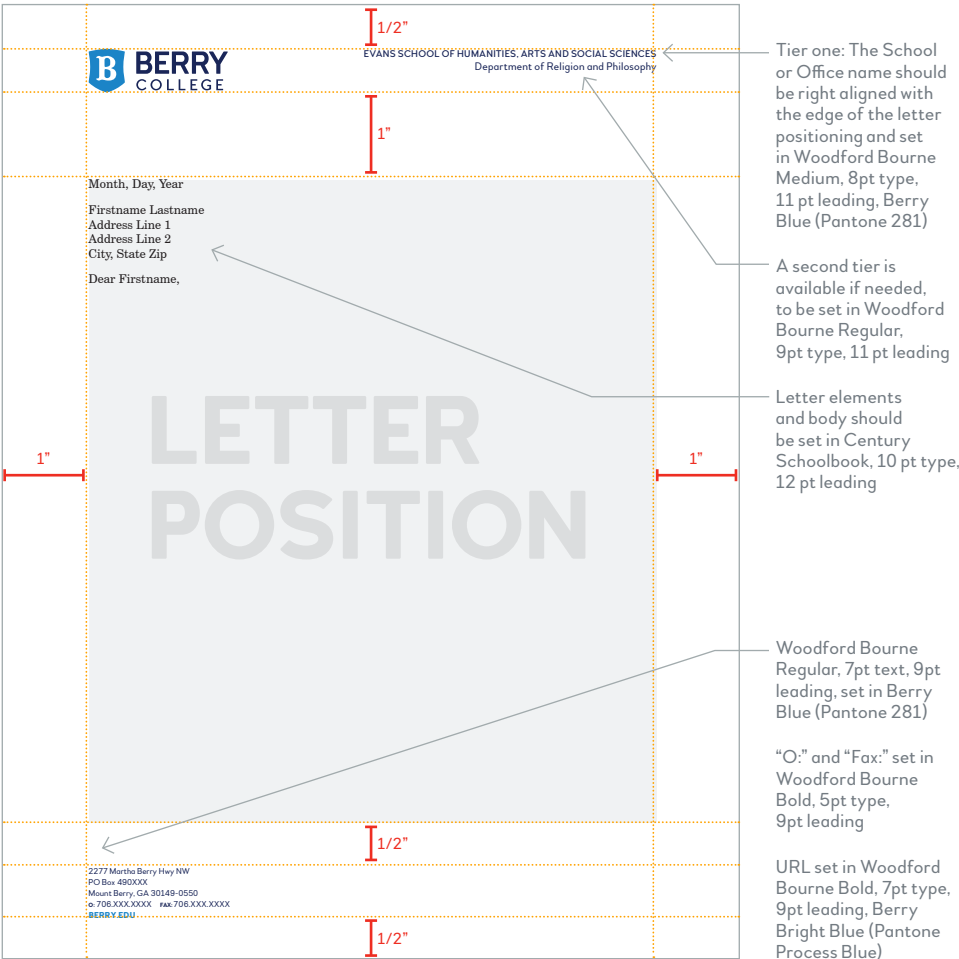 1/2”
B BERRY
COLLEGE
EVANS SCHOOL OF HUMANITIES, ARTS AND SOCIAL SCIENCES
Department of Religion and Philosophy
1”
Month, Day, Year
Firstname Lastname
Address Line 1
Address Line 2
City, State Zip
Dear Firstname,
LETTER
POSITION
1”
1”
1/2”
2277 Martha Berry Hwy NW
PO Box 490XXX
Mount Berry, GA 30149-0550
O: 706.XXX.XXXX FAX: 706.XXX.XXXX
BERRY.EDU
1/2”
Tier one: The School
or Office name should
be right aligned with
the edge of the letter
positioning and set
in Woodford Bourne
Medium, 8pt type,
11 pt leading, Berry
Blue (Pantone 281)
A second tier is
available if needed,
to be set in Woodford
Bourne Regular,
9pt type, 11 pt leading
Letter elements
and body should
be set in Century
Schoolbook, 10 pt type,
12 pt leading
Woodford Bourne
Regular, 7pt text, 9pt
leading, set in Berry
Blue (Pantone 281)
“O:” and “Fax:” set in
Woodford Bourne
Bold, 5pt type,
9pt leading
URL set in Woodford
Bourne Bold, 7pt type,
9pt leading, Berry
Bright Blue (Pantone
Process Blue)